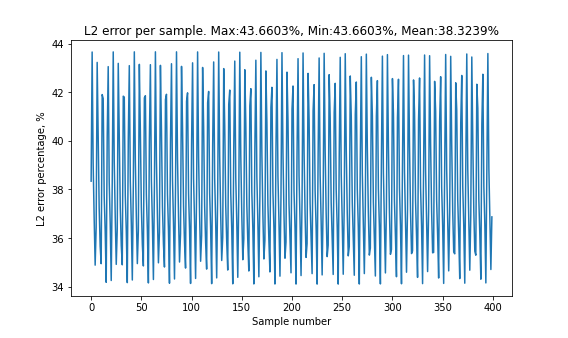 L2 error per sample. Max:43.6603%, Min:43.6603%, Mean:38.3239%
44
42
40
38
36
34
L2 error percentage, %
0 50 100 150 200 250 300 350 400
Sample number